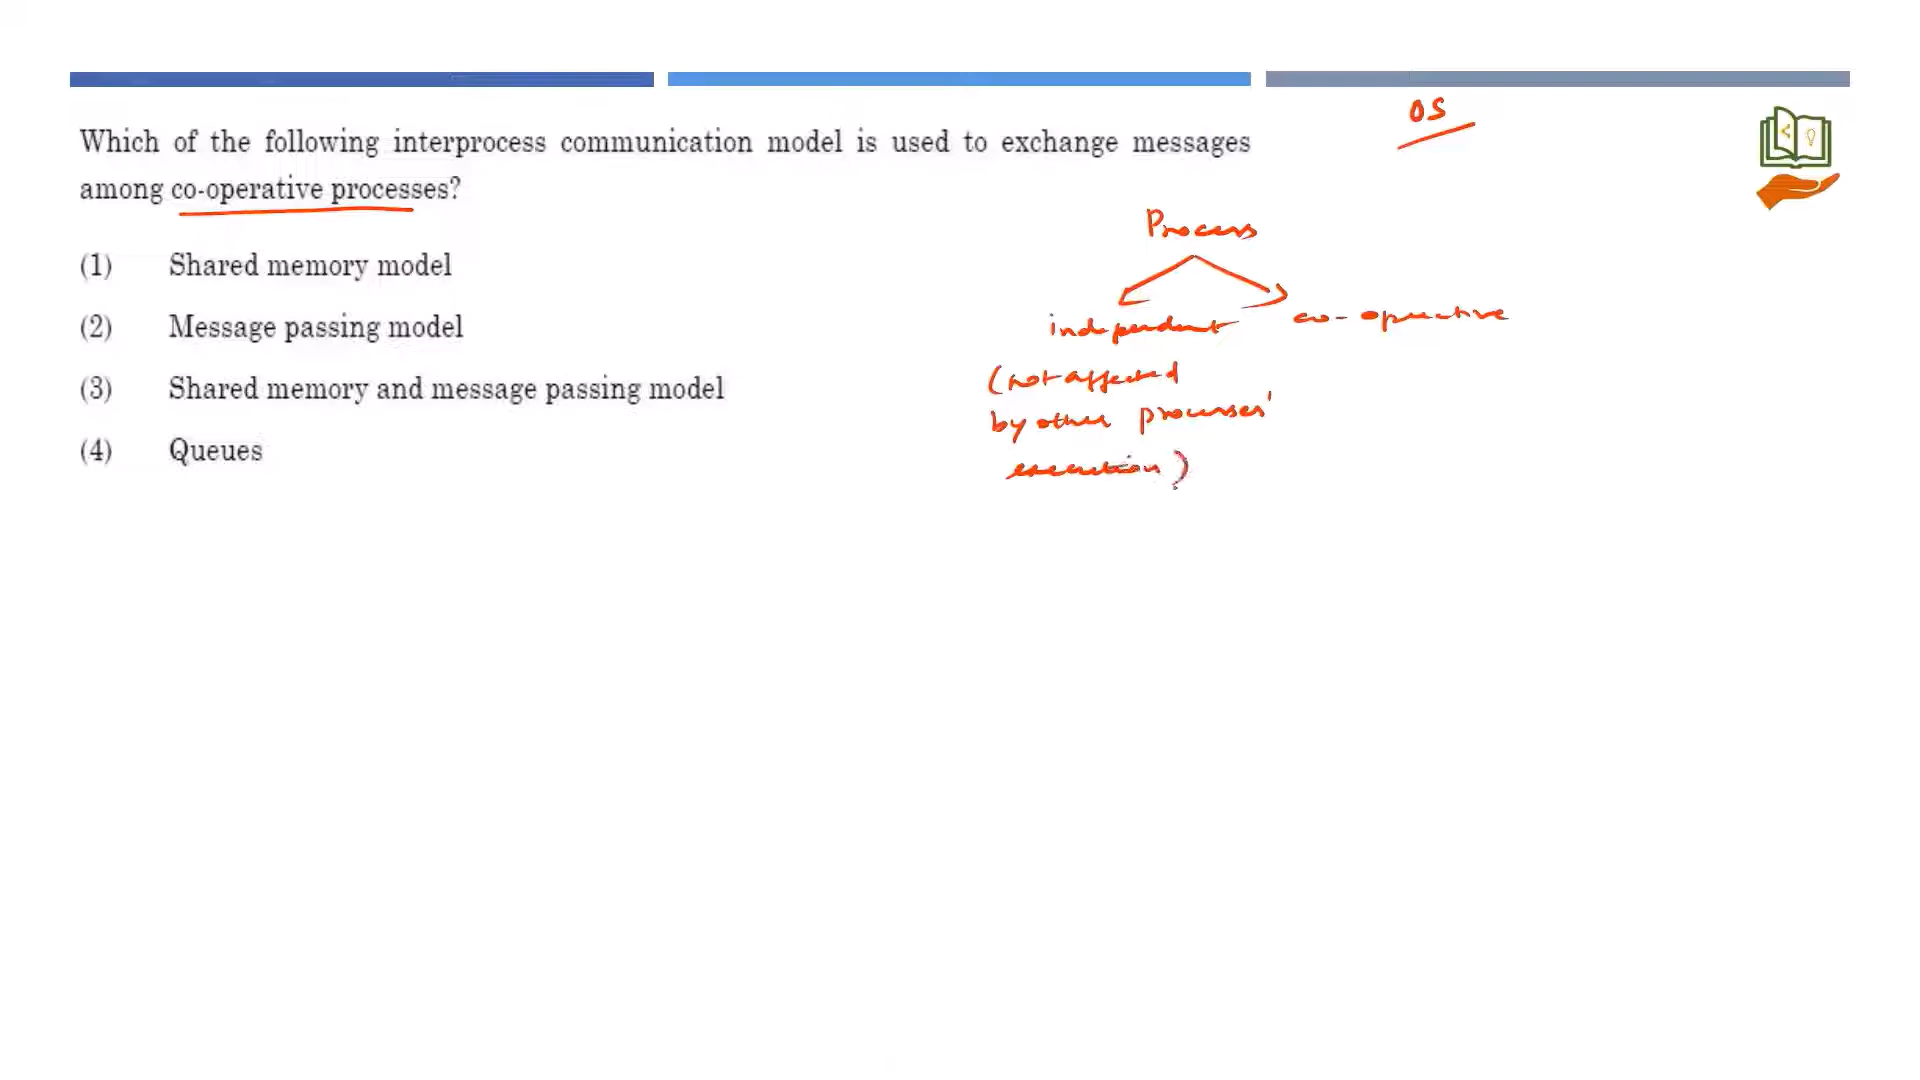 Which of the following interprocess communication model is used to exchange messages
among co-operative processes?
(1) Shared memory model
(2) Message passing model
(3) Shared memory and message passing model
(4) Queues
OS
Process
independent
co-operative
(not affected
by other processes'
execution)